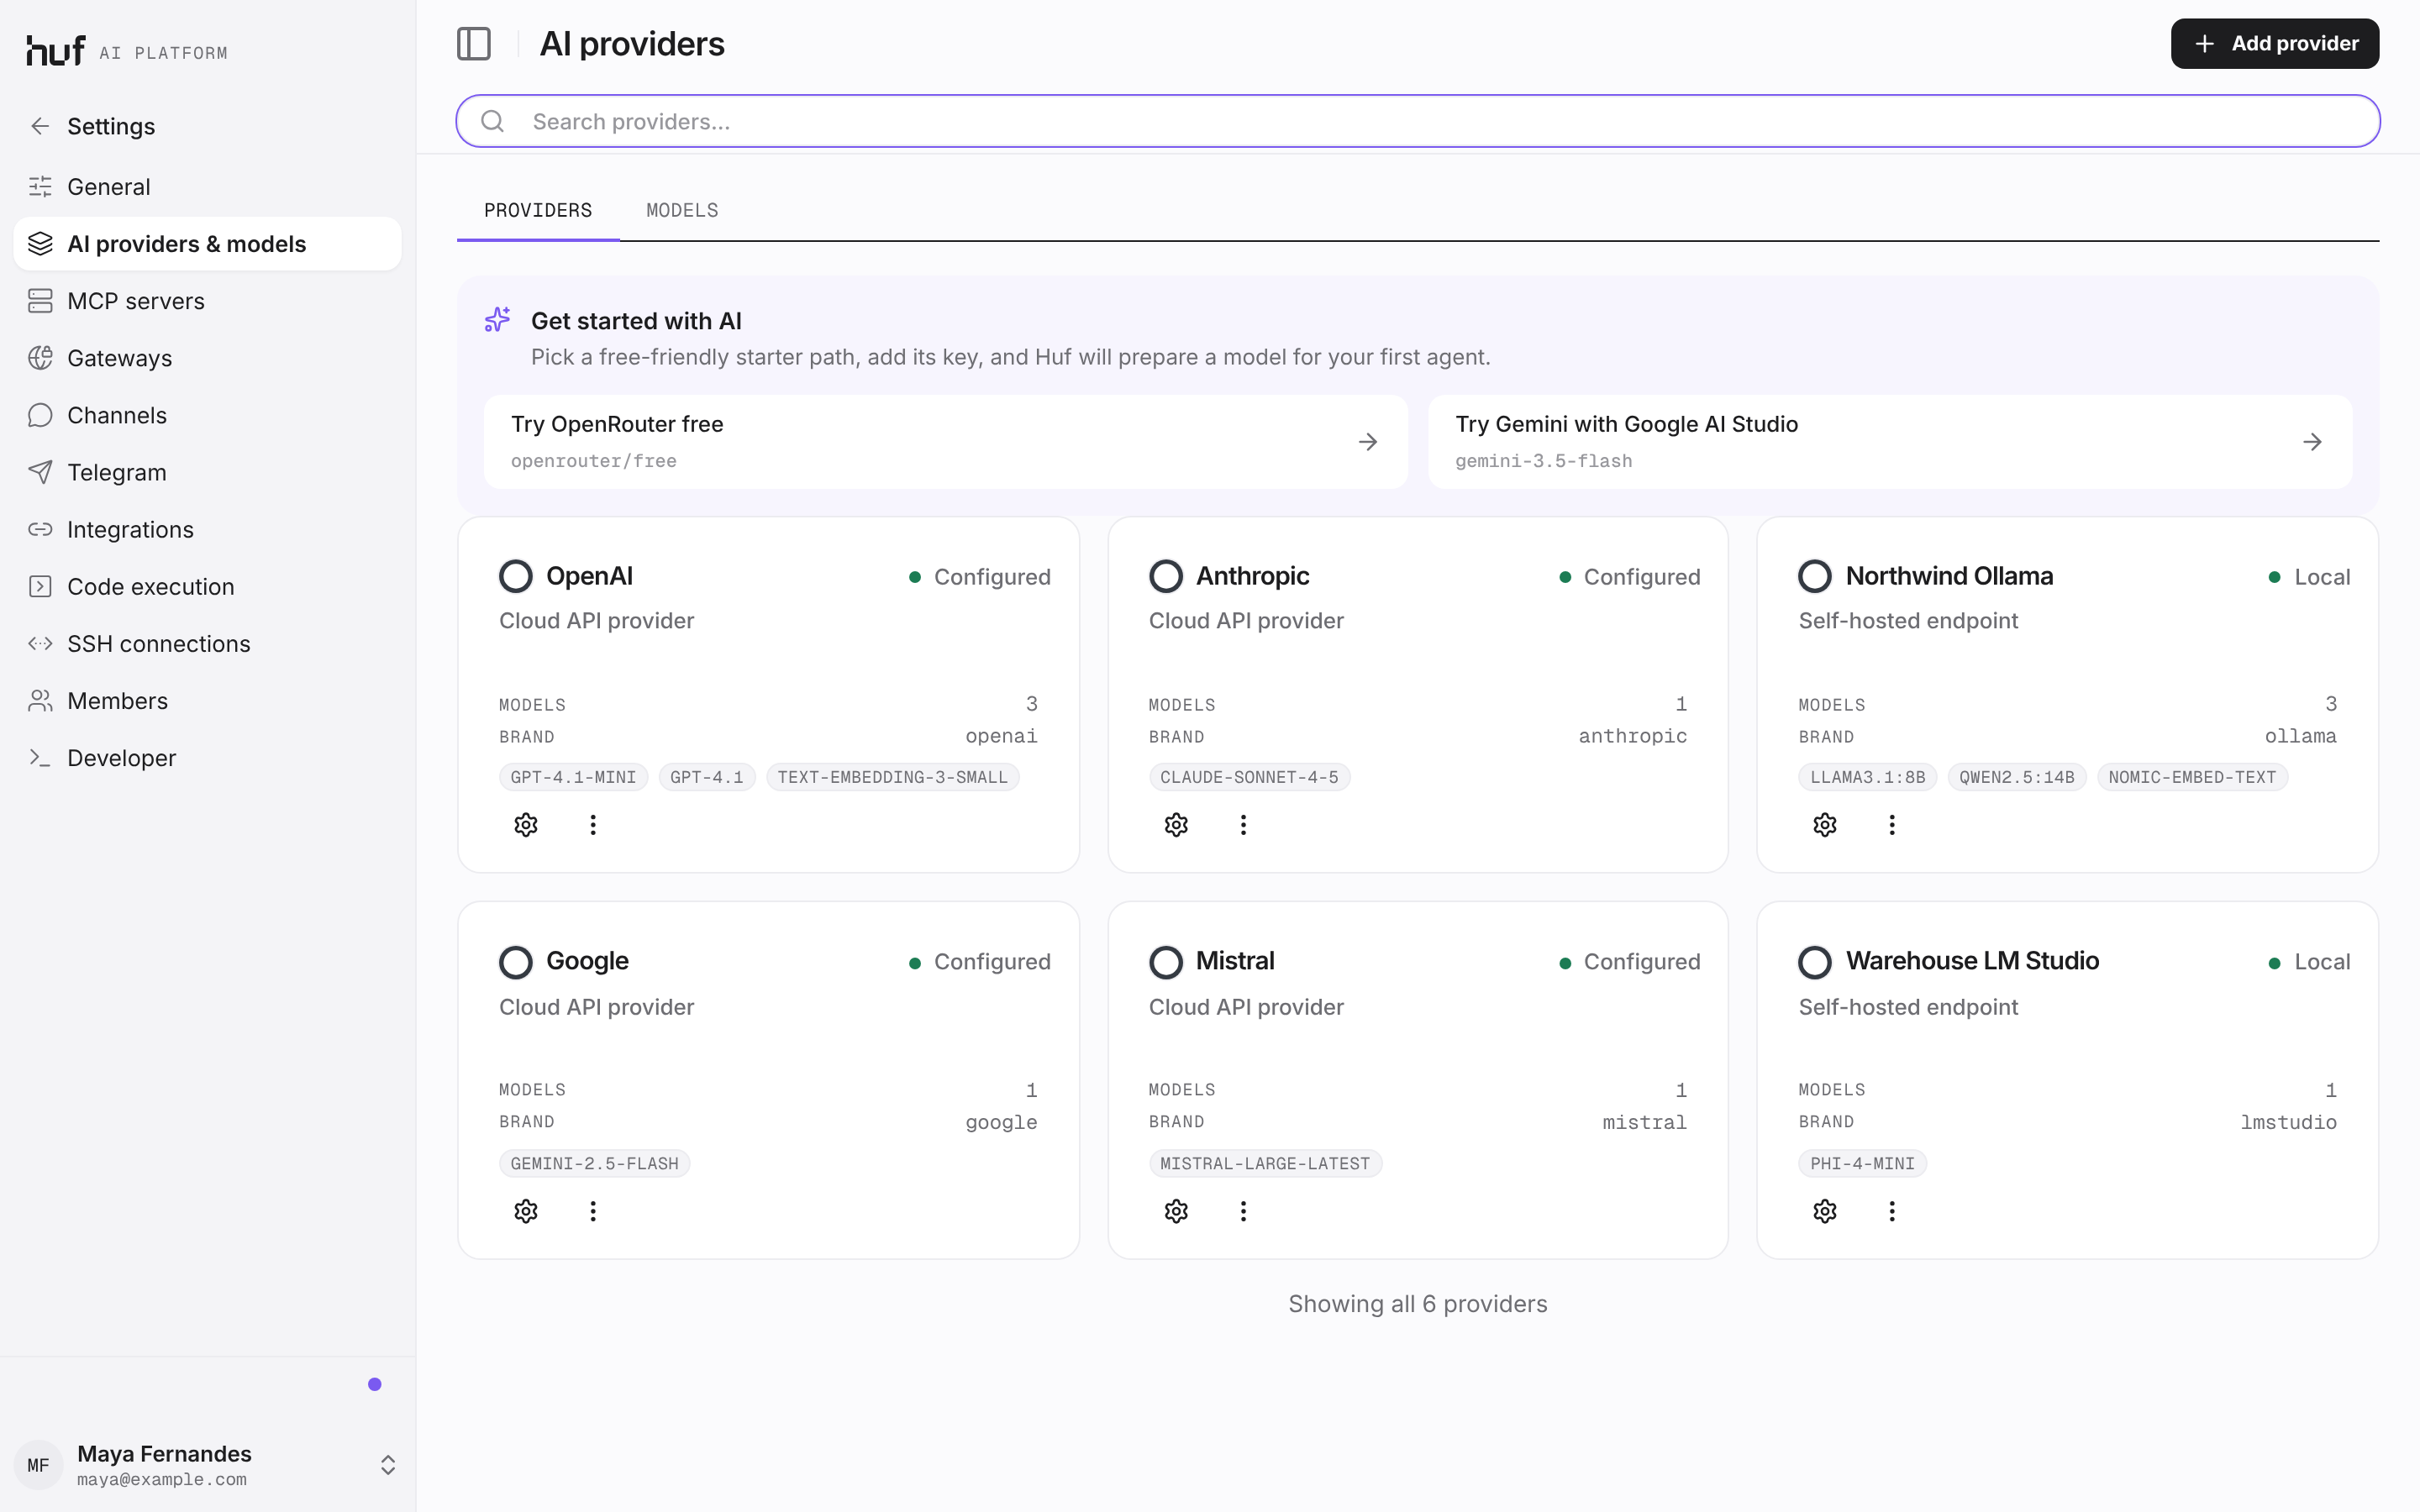 huf AI PLATFORM
Settings
General
AI providers & models
MCP servers
Gateways
Channels
Telegram
Integrations
Code execution
SSH connections
Members
Developer
MF
Maya Fernandes
maya@example.com
AI providers
Add provider
Search providers...
PROVIDERS MODELS
Get started with AI
Pick a free-friendly starter path, add its key, and Huf will prepare a model for your first agent.
Try OpenRouter free
openrouter/free
Try Gemini with Google AI Studio
gemini-3.5-flash
OpenAI Configured
Cloud API provider
MODELS 3
BRAND openai
GPT-4.1-MINI GPT-4.1 TEXT-EMBEDDING-3-SMALL
Anthropic Configured
Cloud API provider
MODELS 1
BRAND anthropic
CLAUDE-SONNET-4-5
Northwind Ollama Local
Self-hosted endpoint
MODELS 3
BRAND ollama
LLAMA3.1:8B QWEN2.5:14B NOMIC-EMBED-TEXT
Google Configured
Cloud API provider
MODELS 1
BRAND google
GEMINI-2.5-FLASH
Mistral Configured
Cloud API provider
MODELS 1
BRAND mistral
MISTRAL-LARGE-LATEST
Warehouse LM Studio Local
Self-hosted endpoint
MODELS 1
BRAND lmstudio
PHI-4-MINI
Showing all 6 providers